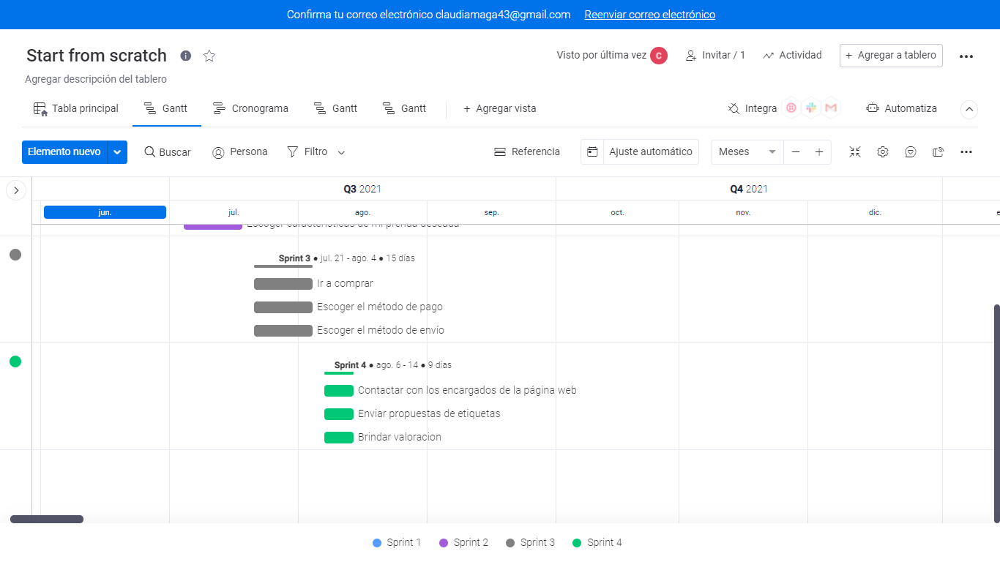 Confirma tu correo electrónico claudiamaga43@gmail.com Reenviar correo electrónico
Start from scratch
Visto por última vez C Invitar / 1 Actividad + Agregar a tablero
Agregar descripción del tablero
Tabla principal Gantt Cronograma Gantt Gantt + Agregar vista Integra Automatiza
Elemento nuevo Buscar Persona Filtro Referencia Ajuste automático Meses
Q3 2021 Q4 2021
jun. jul. ago. sep. oct. nov. dic. e
Escoger características de mi prenda deseada
Sprint 3 ● jul. 21 - ago. 4 ● 15 días
Ir a comprar
Escoger el método de pago
Escoger el método de envío
Sprint 4 ● ago. 6 - 14 ● 9 días
Contactar con los encargados de la página web
Enviar propuestas de etiquetas
Brindar valoracion
Sprint 1 Sprint 2 Sprint 3 Sprint 4